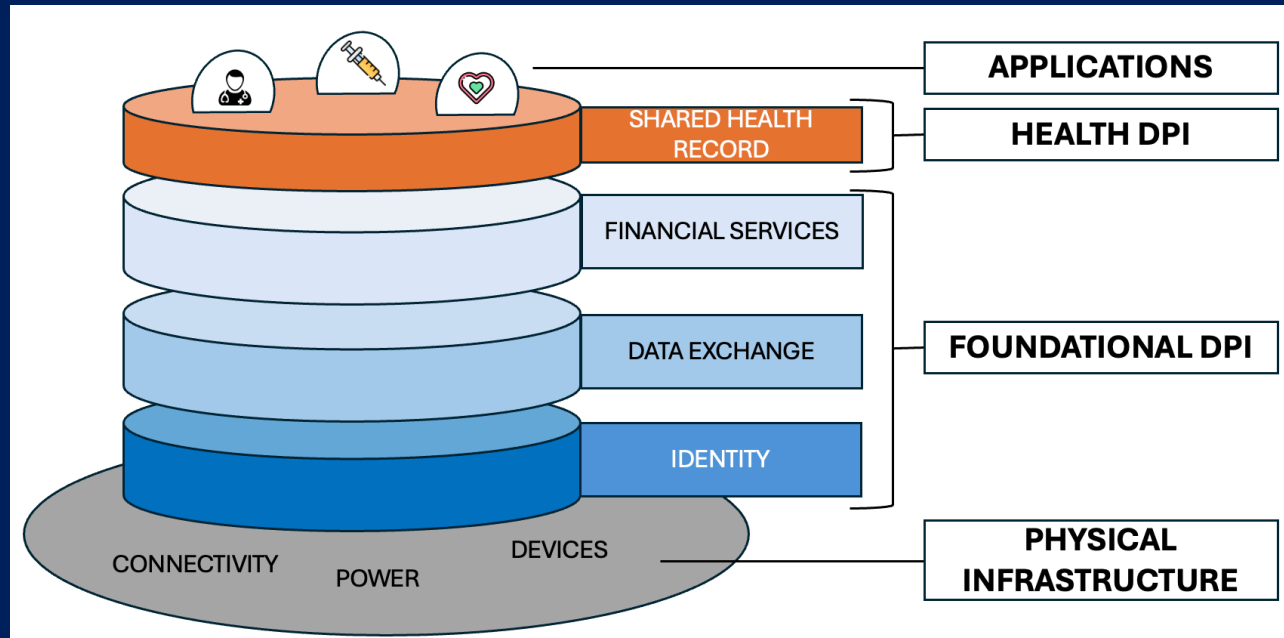 APPLICATIONS
SHARED HEALTH
RECORD
HEALTH DPI
FINANCIAL SERVICES
DATA EXCHANGE
FOUNDATIONAL DPI
IDENTITY
CONNECTIVITY
POWER
DEVICES
PHYSICAL
INFRASTRUCTURE